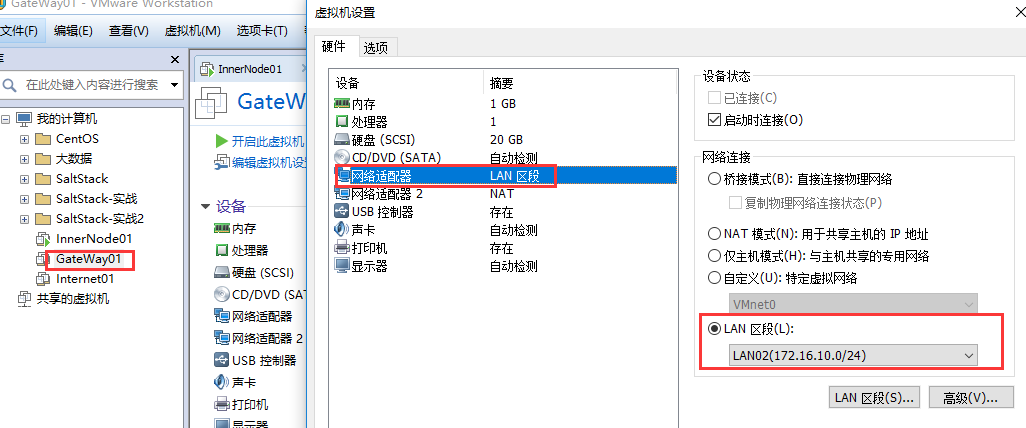 GateWay01 - VMware Workstation
文件(F) 编辑(E) 查看(V) 虚拟机(M) 选项卡(T)
库
在此处键入内容进行搜索
我的计算机
CentOS
大数据
SaltStack
SaltStack-实战
SaltStack-实战2
InnerNode01
GateWay01
Internet01
共享的虚拟机
InnerNode01
GateWa
开启此虚拟机
编辑虚拟机设
设备
内存
处理器
硬盘 (SCSI)
CD/DVD (SAT
网络适配器
网络适配器 2
USB 控制器
声卡
打印机
显示器
虚拟机设置
硬件 选项
设备 摘要
内存 1 GB
处理器 1
硬盘 (SCSI) 20 GB
CD/DVD (SATA) 自动检测
网络适配器 LAN 区段
网络适配器 2 NAT
USB 控制器 存在
声卡 自动检测
打印机 存在
显示器 自动检测
设备状态
已连接(C)
启动时连接(O)
网络连接
桥接模式(B): 直接连接物理网络
复制物理网络连接状态(P)
NAT 模式(N): 用于共享主机的 IP 地址
仅主机模式(H): 与主机共享的专用网络
自定义(U): 特定虚拟网络
VMnet0
LAN 区段(L):
LAN02(172.16.10.0/24)
LAN 区段(S)... 高级(V)...